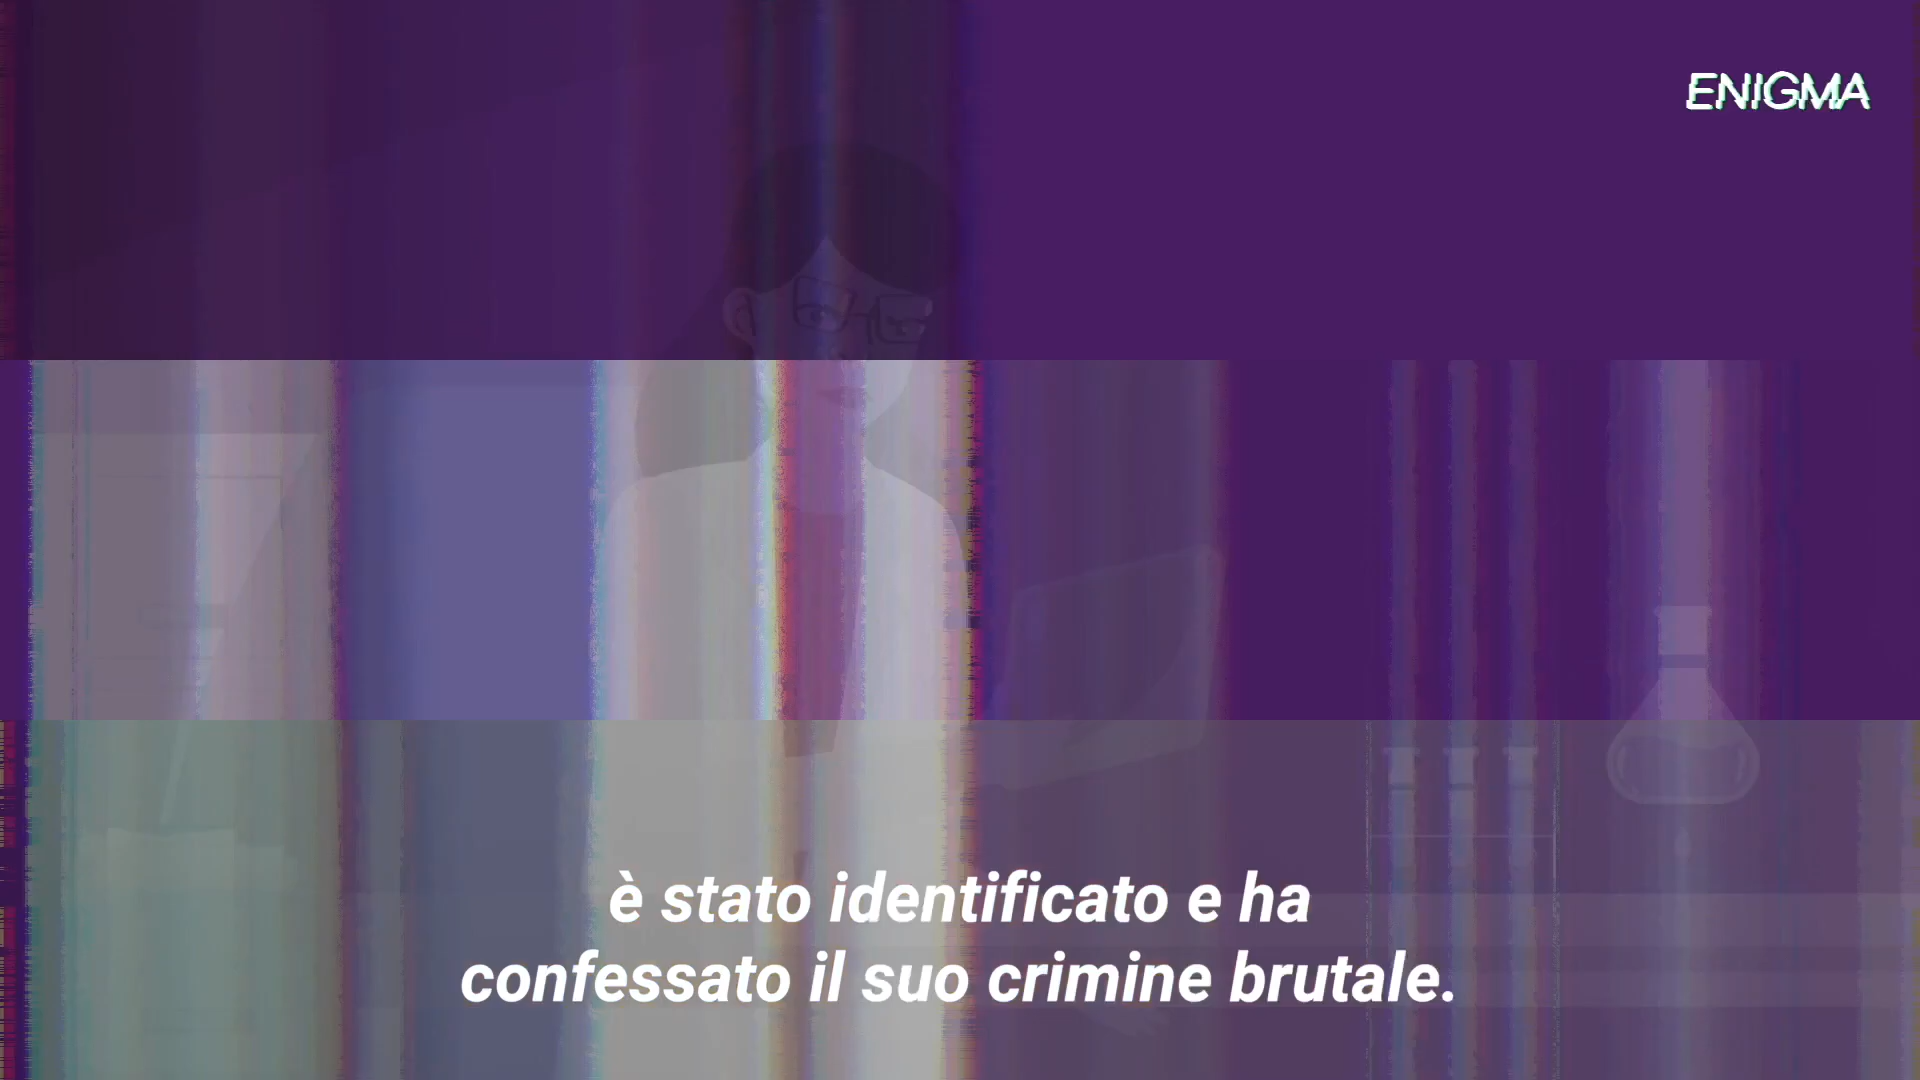 ENIGMA
è stato identificato e ha
confessato il suo crimine brutale.